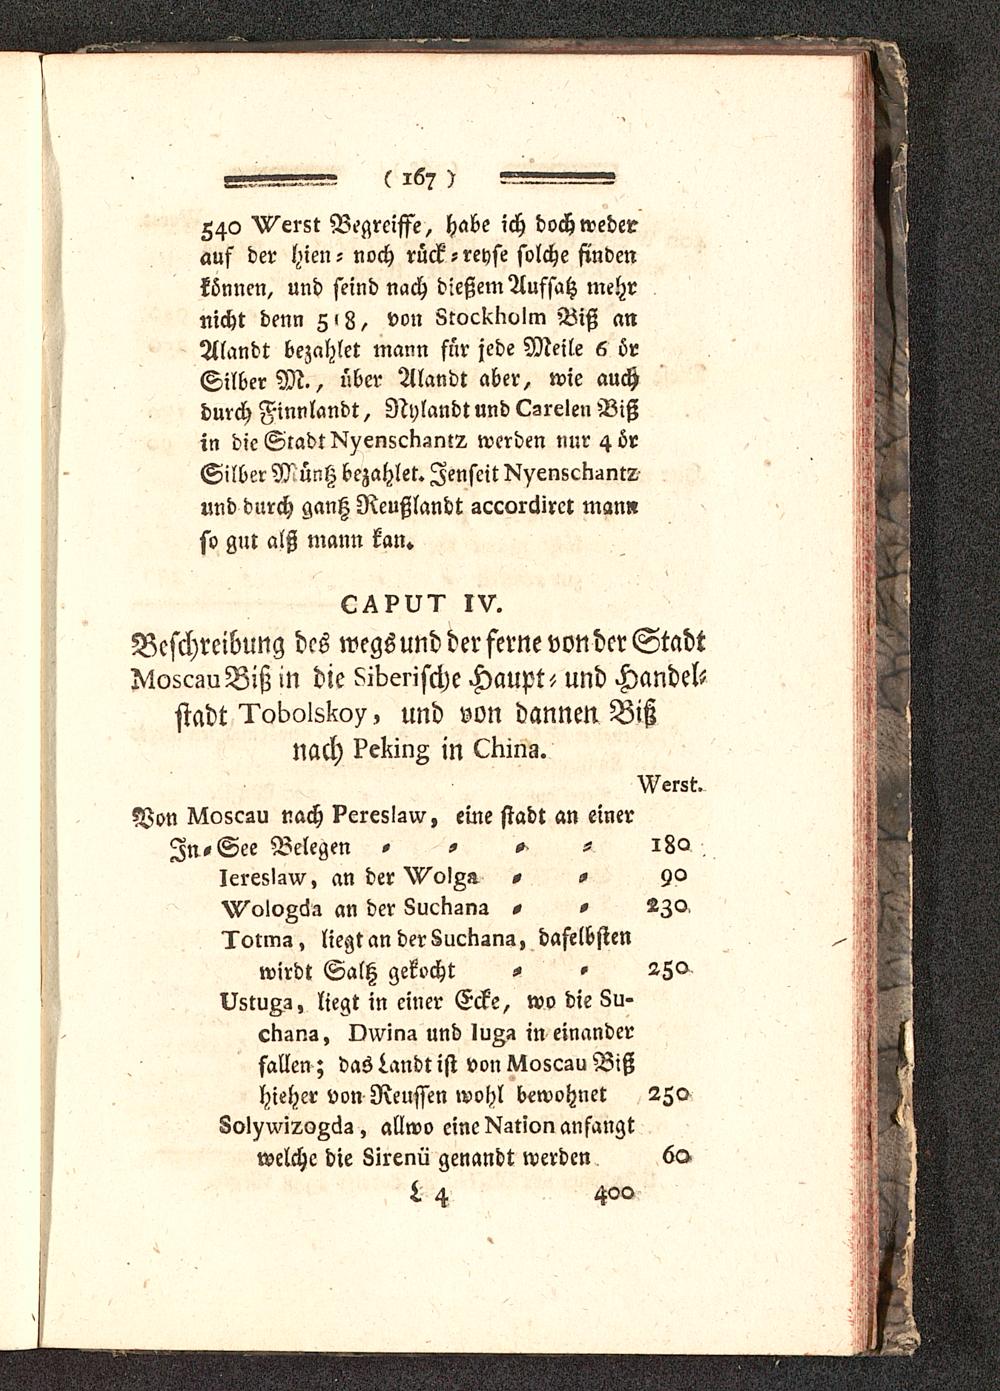 ( 167 )
540 Werst Begreiffe, habe ich doch weder
auf der hien- noch rück-reyse solche finden
können, und seind nach dießem Aufsatz mehr
nicht denn 518, von Stockholm Biß an
Alandt bezahlet mann für jede Meile 6 ör
Silber M., über Alandt aber, wie auch
durch Finnlandt, Nylandt und Carelen Biß
in die Stadt Nyenschantz werden nur 4 ör
Silber Müntz bezahlet. Jenseit Nyenschantz
und durch gantz Reußlandt accordiret mann
so gut alß mann kan.
CAPUT IV.
Beschreibung des wegs und der ferne von der Stadt
Moscau Biß in die Siberische Haupt- und Handel-
stadt Tobolskoy, und von dannen Biß
nach Peking in China.
Werst.
Von Moscau nach Pereslaw, eine stadt an einer
In-See Belegen - - - - 180
Iereslaw, an der Wolga - - 90
Wologda an der Suchana - - 230
Totma, liegt an der Suchana, daselbsten
wirdt Saltz gekocht - - 250
Ustuga, liegt in einer Ecke, wo die Su-
chana, Dwina und Iuga in einander
fallen; das Landt ist von Moscau Biß
hieher von Reussen wohl bewohnet 250
Solywizogda, allwo eine Nation anfangt
welche die Sirenü genandt werden 60
L 4 400